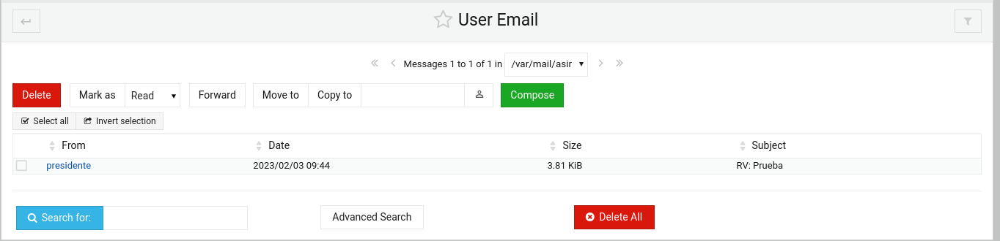 User Email
Messages 1 to 1 of 1 in /var/mail/asir
Delete Mark as Read Forward Move to Copy to Compose
Select all Invert selection
From Date Size Subject
presidente 2023/02/03 09:44 3.81 KiB RV: Prueba
Search for: Advanced Search Delete All